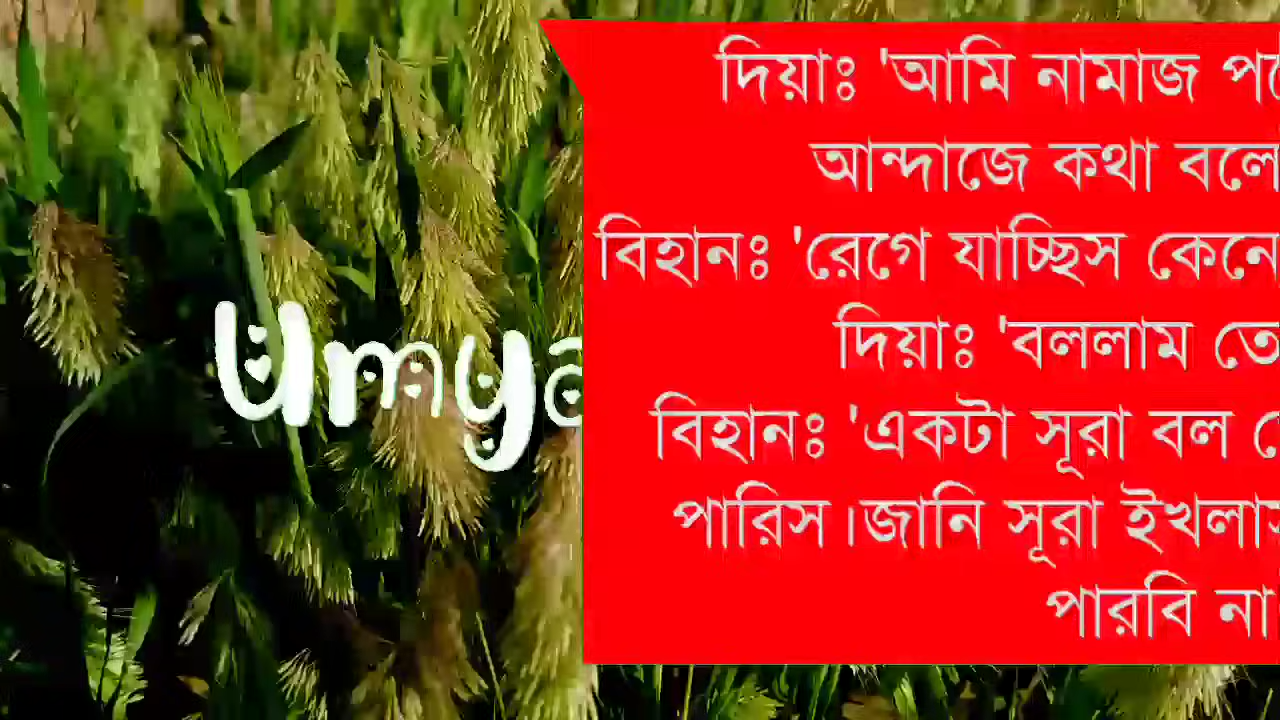 Umya
দিয়াঃ 'আমি নামাজ
আন্দাজে কথা বলে
বিহানঃ 'রেগে যাচ্ছিস কেনে
দিয়াঃ 'বললাম
বিহানঃ 'একটা সূরা বল
পারিস।জানি সূরা ইখলাস
পারবি না